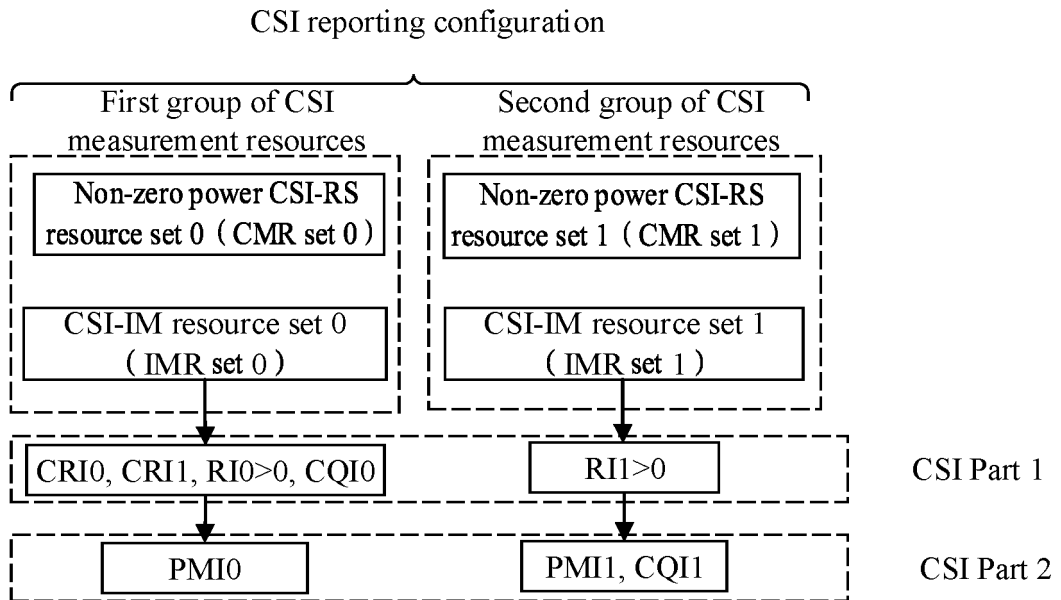 CSI reporting configuration
First group of CSI
measurement resources
Non-zero power CSI-RS
resource set 0 ( CMR set 0 )
CSI-IM resource set 0
( IMR set 0 )
Second group of CSI
measurement resources
Non-zero power CSI-RS
resource set 1 ( CMR set 1 )
CSI-IM resource set 1
( IMR set 1 )
CRI0, CRI1, RI0>0, CQI0
RI1>0
CSI Part 1
PMI0
PMI1, CQI1
CSI Part 2